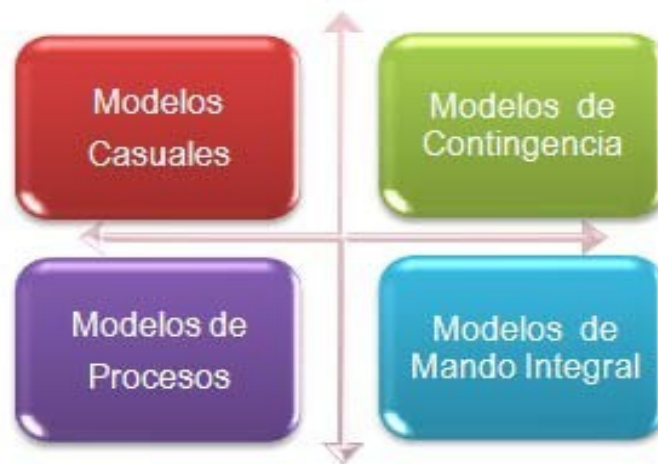 Modelos
Casuales
Modelos de
Contingencia
Modelos de
Procesos
Modelos de
Mando Integral